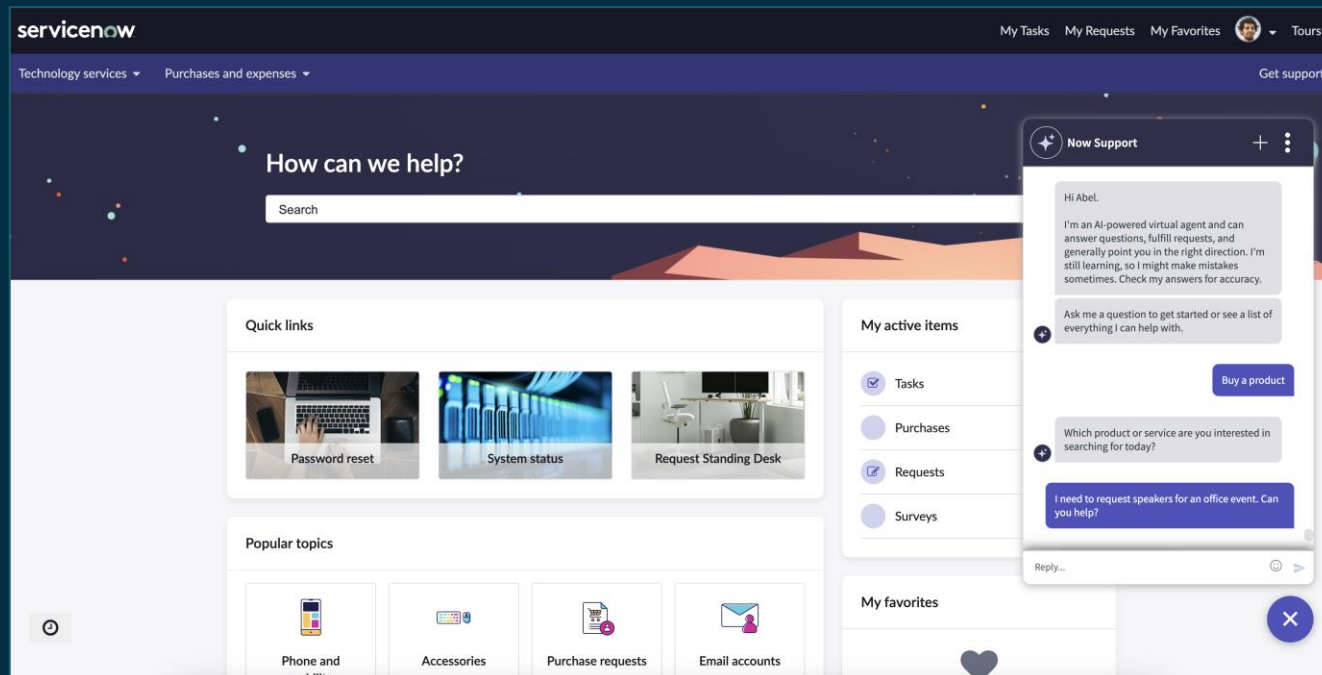 servicenow
My Tasks My Requests My Favorites Tours
Technology services Purchases and expenses Get support
How can we help?
Search
Quick links
Password reset
System status
Request Standing Desk
Popular topics
Phone and
Accessories
Purchase requests
Email accounts
My active items
Tasks
Purchases
Requests
Surveys
My favorites
Now Support
Hi Abel.
I'm an AI-powered virtual agent and can
answer questions, fulfill requests, and
generally point you in the right direction. I'm
still learning, so I might make mistakes
sometimes. Check my answers for accuracy.
Ask me a question to get started or see a list of
everything I can help with.
Buy a product
Which product or service are you interested in
searching for today?
I need to request speakers for an office event. Can
you help?
Reply...